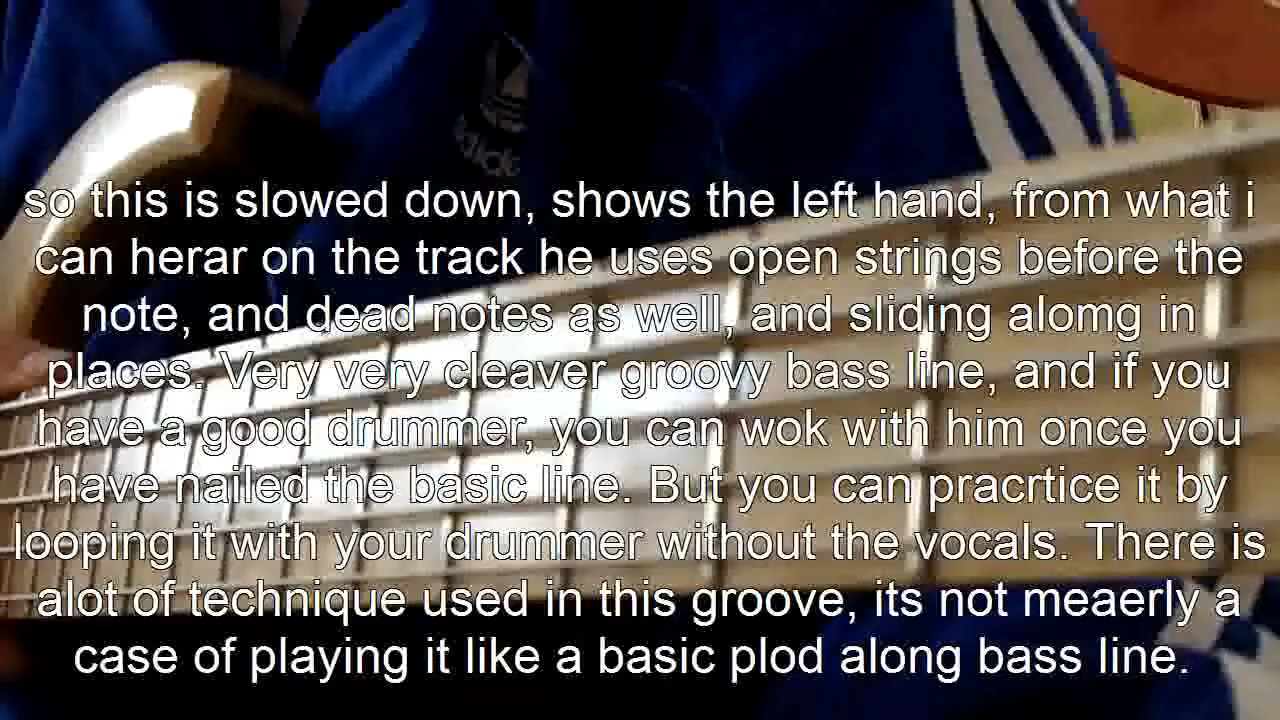 adidas
so this is slowed down, shows the left hand, from what i
can herar on the track he uses open strings before the
note, and dead notes as well, and sliding alomg in
places. Very very cleaver groovy bass line, and if you
have a good drummer, you can wok with him once you
have nailed the basic line. But you can pracrtice it by
looping it with your drummer without the vocals. There is
alot of technique used in this groove, its not meaerly a
case of playing it like a basic plod along bass line.